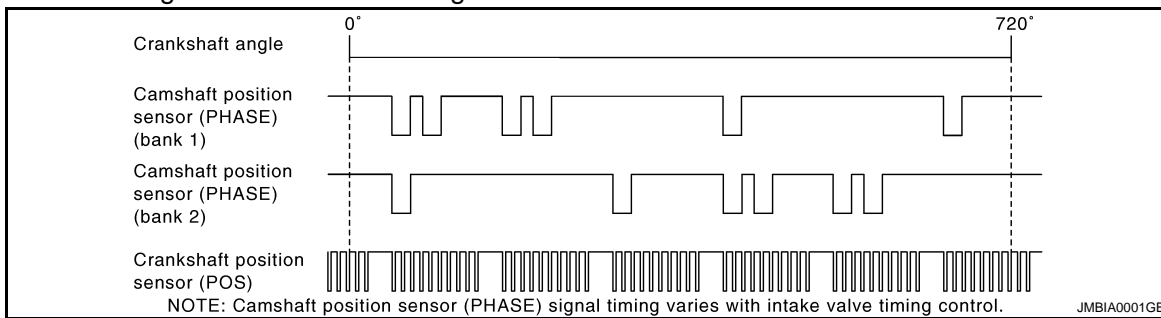 0˚ 720˚
Crankshaft angle
Camshaft position
sensor (PHASE)
(bank 1)
Camshaft position
sensor (PHASE)
(bank 2)
Crankshaft position
sensor (POS)
NOTE: Camshaft position sensor (PHASE) signal timing varies with intake valve timing control.